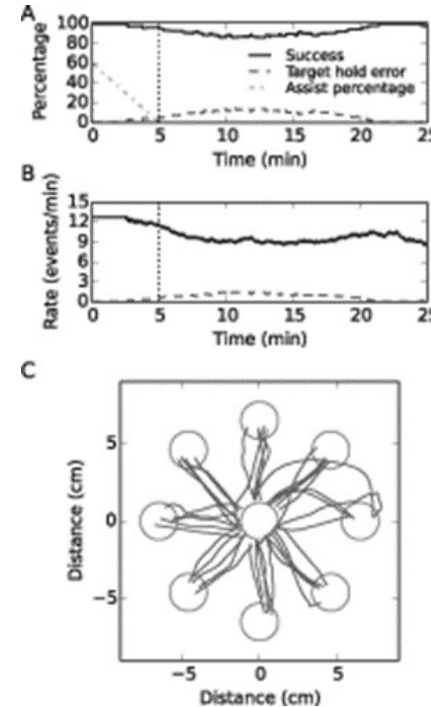 A
Percentage
100
80
60
40
20
0
Success
Target hold error
Assist percentage
0 5 10 15 20 25
Time (min)
B
Rate (events/min)
15
12
9
6
3
0
0 5 10 15 20 25
Time (min)
C
Distance (cm)
5
0
−5
−5 0 5
Distance (cm)